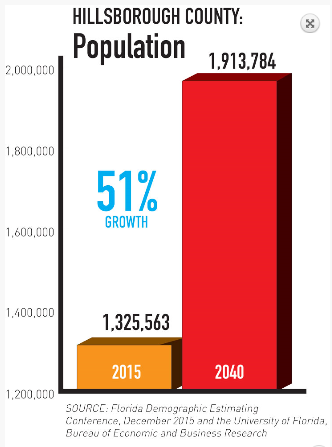 HILLSBOROUGH COUNTY:
Population
1,913,784
2,000,000
1,800,000
51%
GROWTH
1,600,000
1,400,000
1,325,563
2015
2040
1,200,000
SOURCE: Florida Demographic Estimating
Conference, December 2015 and the University of Florida,
Bureau of Economic and Business Research